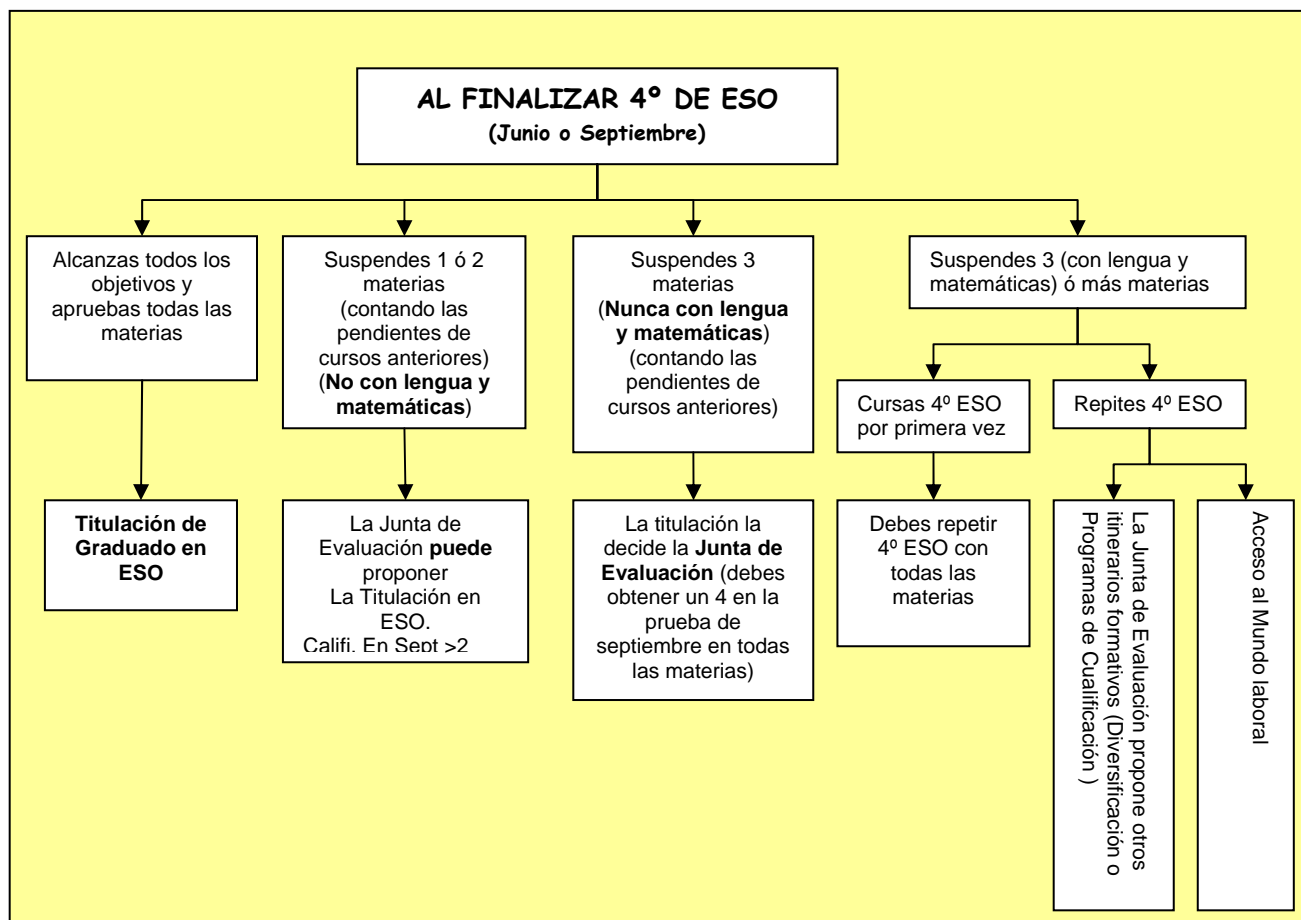 AL FINALIZAR 4º DE ESO
(Junio o Septiembre)
Alcanzas todos los
objetivos y
apruebas todas las
materias
Suspendes 1 ó 2
materias
(contando las
pendientes de
cursos anteriores)
(No con lengua y
matemáticas)
Suspendes 3
materias
(Nunca con lengua
y matemáticas)
(contando las
pendientes de
cursos anteriores)
Suspendes 3 (con lengua y
matemáticas) ó más materias
Cursas 4º ESO
por primera vez
Repites 4º ESO
Titulación de
Graduado en
ESO
La Junta de
Evaluación puede
proponer
La Titulación en
ESO.
Califi. En Sept >2
La titulación la
decide la Junta de
Evaluación (debes
obtener un 4 en la
prueba de
septiembre en todas
las materias)
Debes repetir
4º ESO con
todas las
materias
La Junta de Evaluación propone otros
itinerarios formativos (Diversificación o
Programas de Cualificación )
Acceso al Mundo laboral